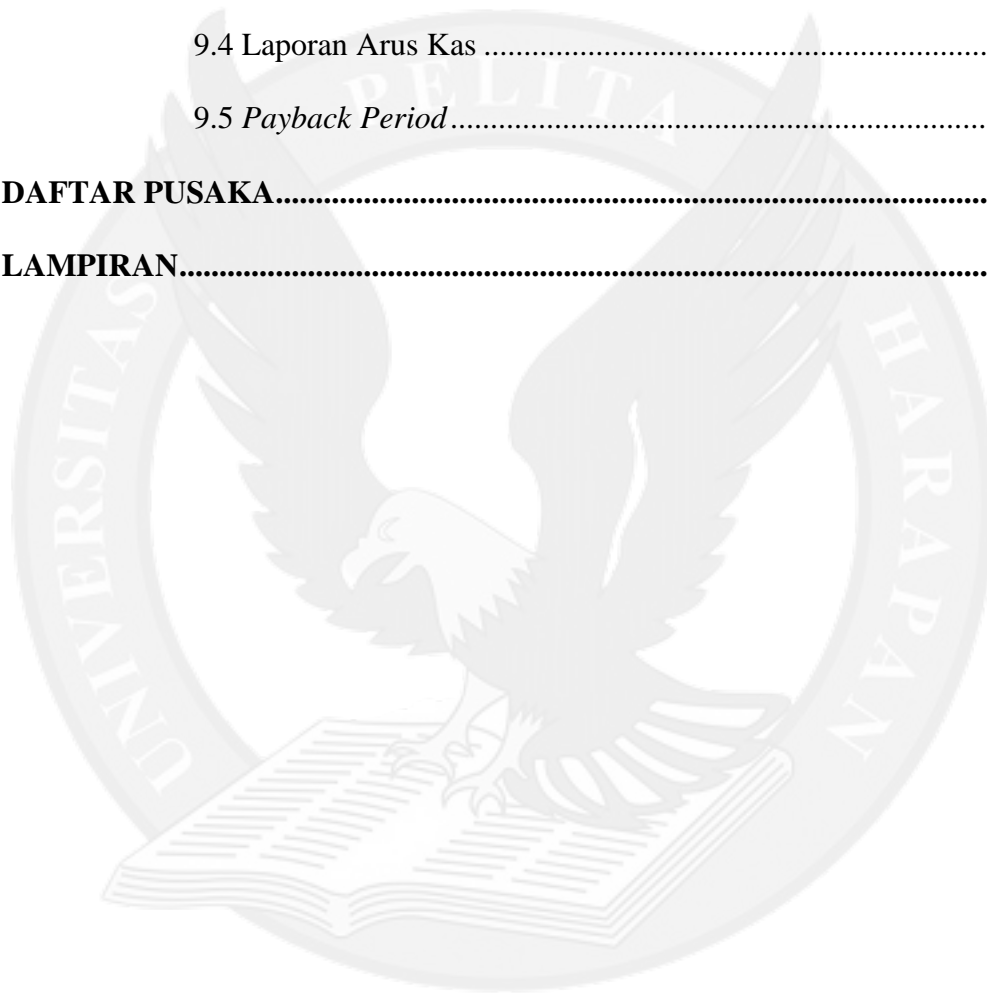 9.4 Laporan Arus Kas ................................................................
9.5 Payback Period ....................................................................
DAFTAR PUSAKA...........................................................................................
LAMPIRAN.......................................................................................................
UNIVERSITAS PELITA HARAPAN